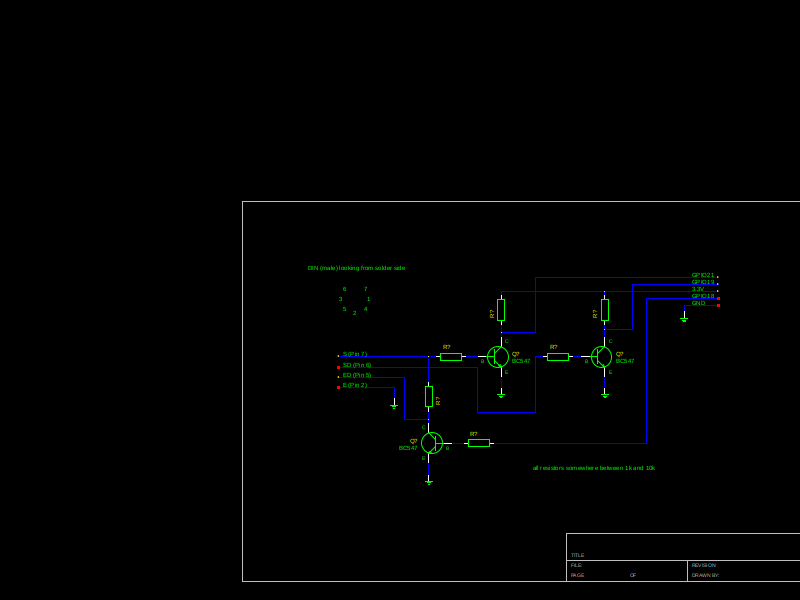 DIN (male) looking from solder side
6 7
3 1
5 4
2
GPIO21
GPIO19
3.3V
GPIO18
GND
R?
R?
C
Q?
BC547
B
E
C
Q?
BC547
B
E
R?
R?
S (Pin 7)
SD (Pin 6)
ED (Pin 5)
E (Pin 2)
R?
C
Q?
BC547
B
E
R?
all resistors somewhere between 1k and 10k
TITLE
FILE:
REVISION:
PAGE
OF
DRAWN BY: